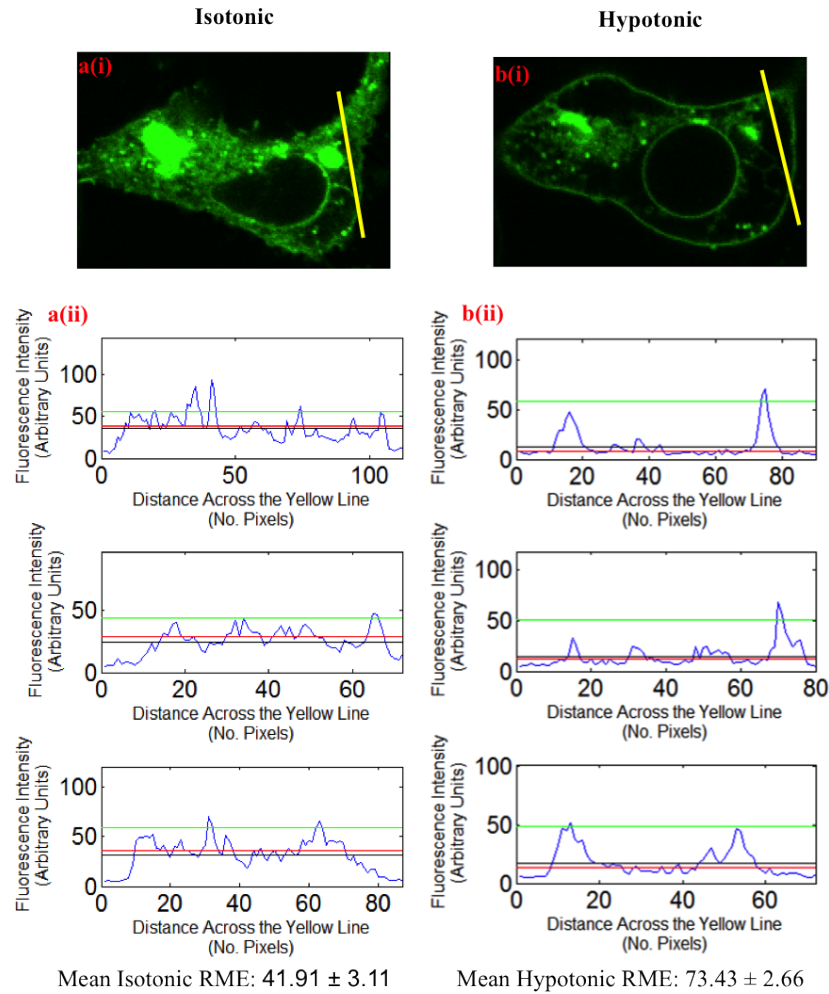 Isotonic
Hypotonic
a(i)
b(i)
a(ii)
b(ii)
Fluorescence Intensity
(Arbitrary Units)
100
50
0
0
50
100
Distance Across the Yellow Line
(No. Pixels)
Fluorescence Intensity
(Arbitrary Units)
100
50
0
0
20
40
60
80
Distance Across the Yellow Line
(No. Pixels)
Fluorescence Intensity
(Arbitrary Units)
50
0
0
20
40
60
Distance Across the Yellow Line
(No. Pixels)
Fluorescence Intensity
(Arbitrary Units)
100
50
0
0
20
40
60
80
Distance Across the Yellow Line
(No. Pixels)
Fluorescence Intensity
(Arbitrary Units)
100
50
0
0
20
40
60
80
Distance Across the Yellow Line
(No. Pixels)
Fluorescence Intensity
(Arbitrary Units)
100
50
0
0
20
40
60
Distance Across the Yellow Line
(No. Pixels)
Mean Isotonic RME: 41.91 ± 3.11
Mean Hypotonic RME: 73.43 ± 2.66